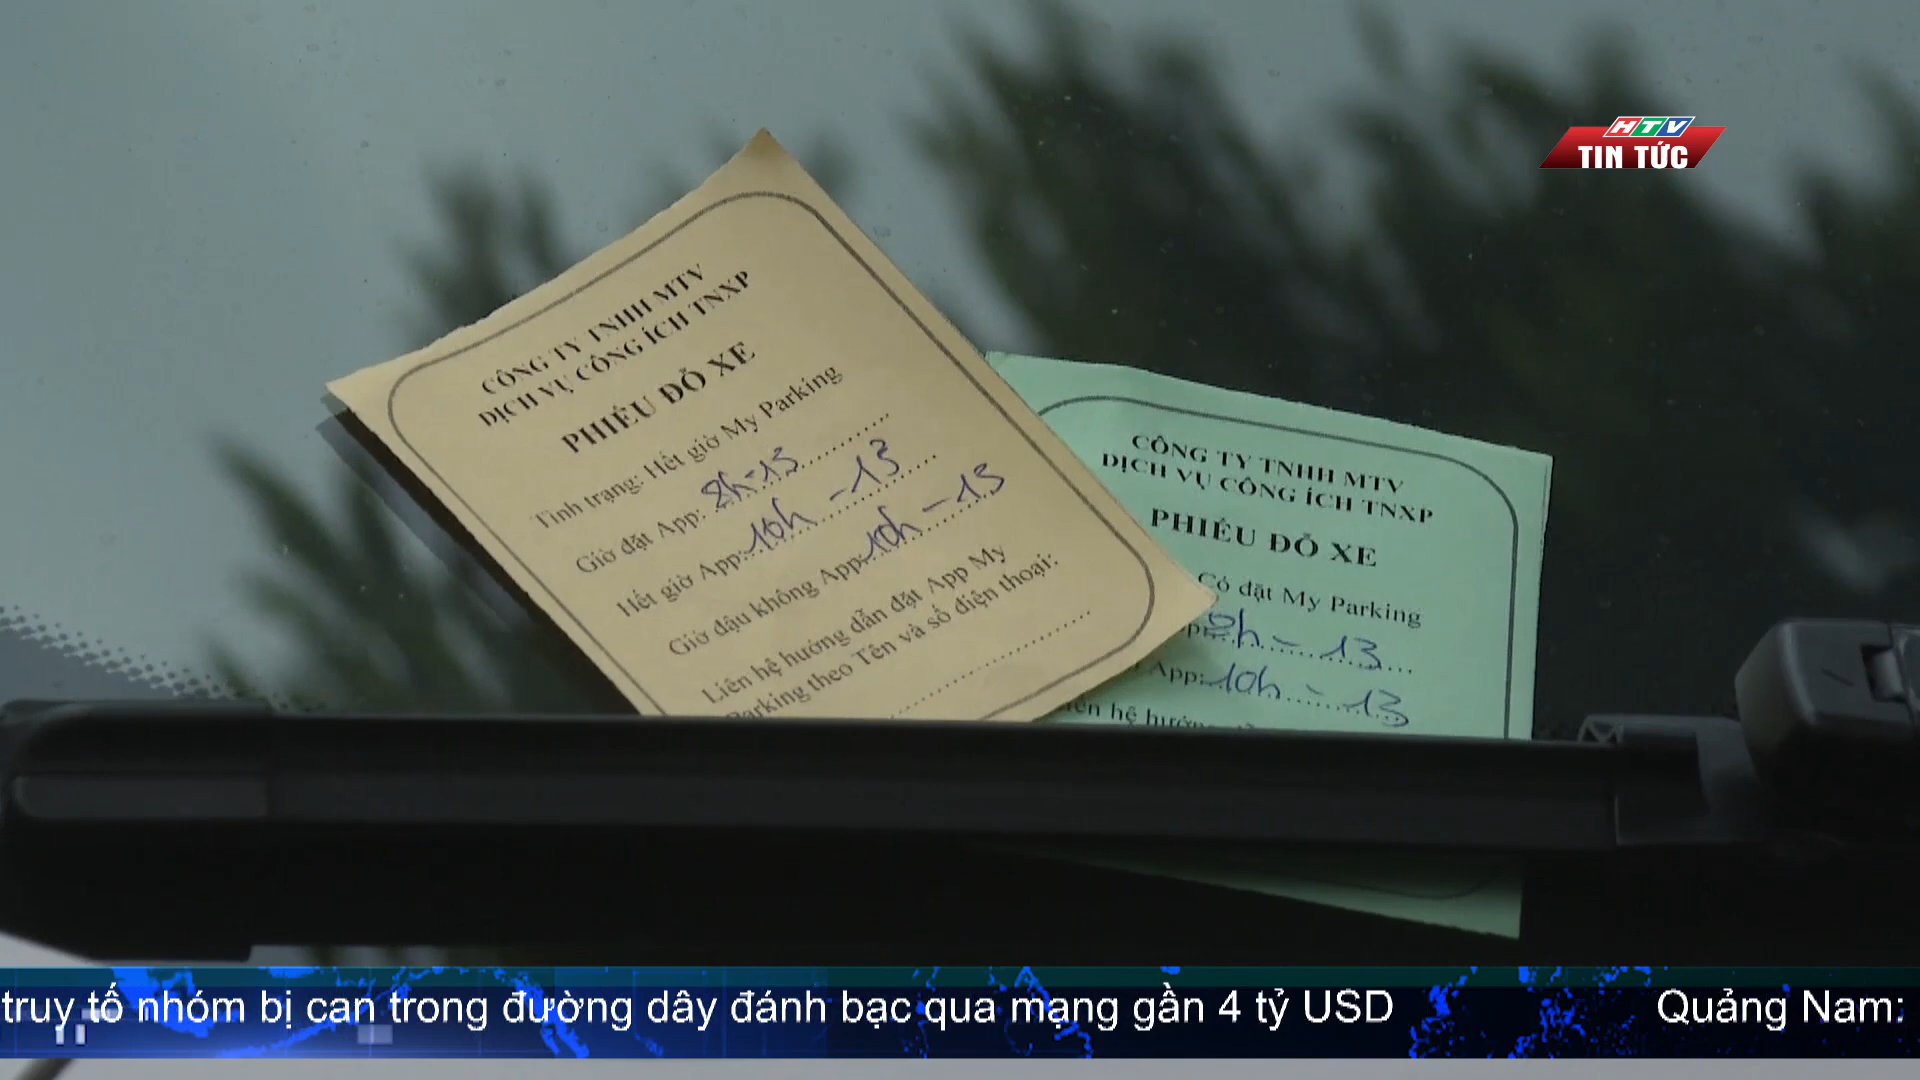 HTV
TIN TỨC
CÔNG TY TNHH MTV
DỊCH VỤ CÔNG ÍCH TNXP
PHIẾU ĐỖ XE
Tình trạng: Hết giờ My Parking
Giờ đặt App: 8h-13
Hết giờ App: 10h - 13
Giờ đậu không App: 10h - 13
Liên hệ hướng dẫn đặt App My
Parking theo Tên và số điện thoại:
CÔNG TY TNHH MTV
DỊCH VỤ CÔNG ÍCH TNXP
PHIẾU ĐỖ XE
Có đặt My Parking
8h - 13
App: 10h - 13
hệ hướng
truy tố nhóm bị can trong đường dây đánh bạc qua mạng gần 4 tỷ USD Quảng Nam: